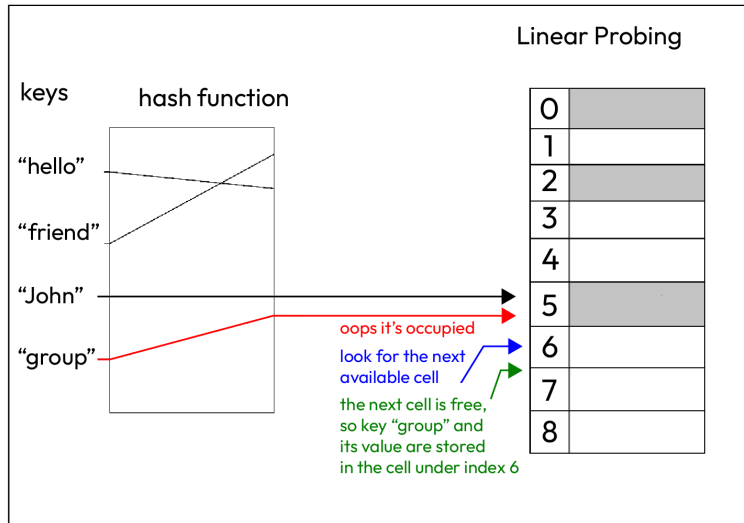 Linear Probing
keys
hash function
“hello”
“friend”
“John”
“group”
oops it’s occupied
look for the next
available cell
the next cell is free,
so key “group” and
its value are stored
in the cell under index 6
0
1
2
3
4
5
6
7
8